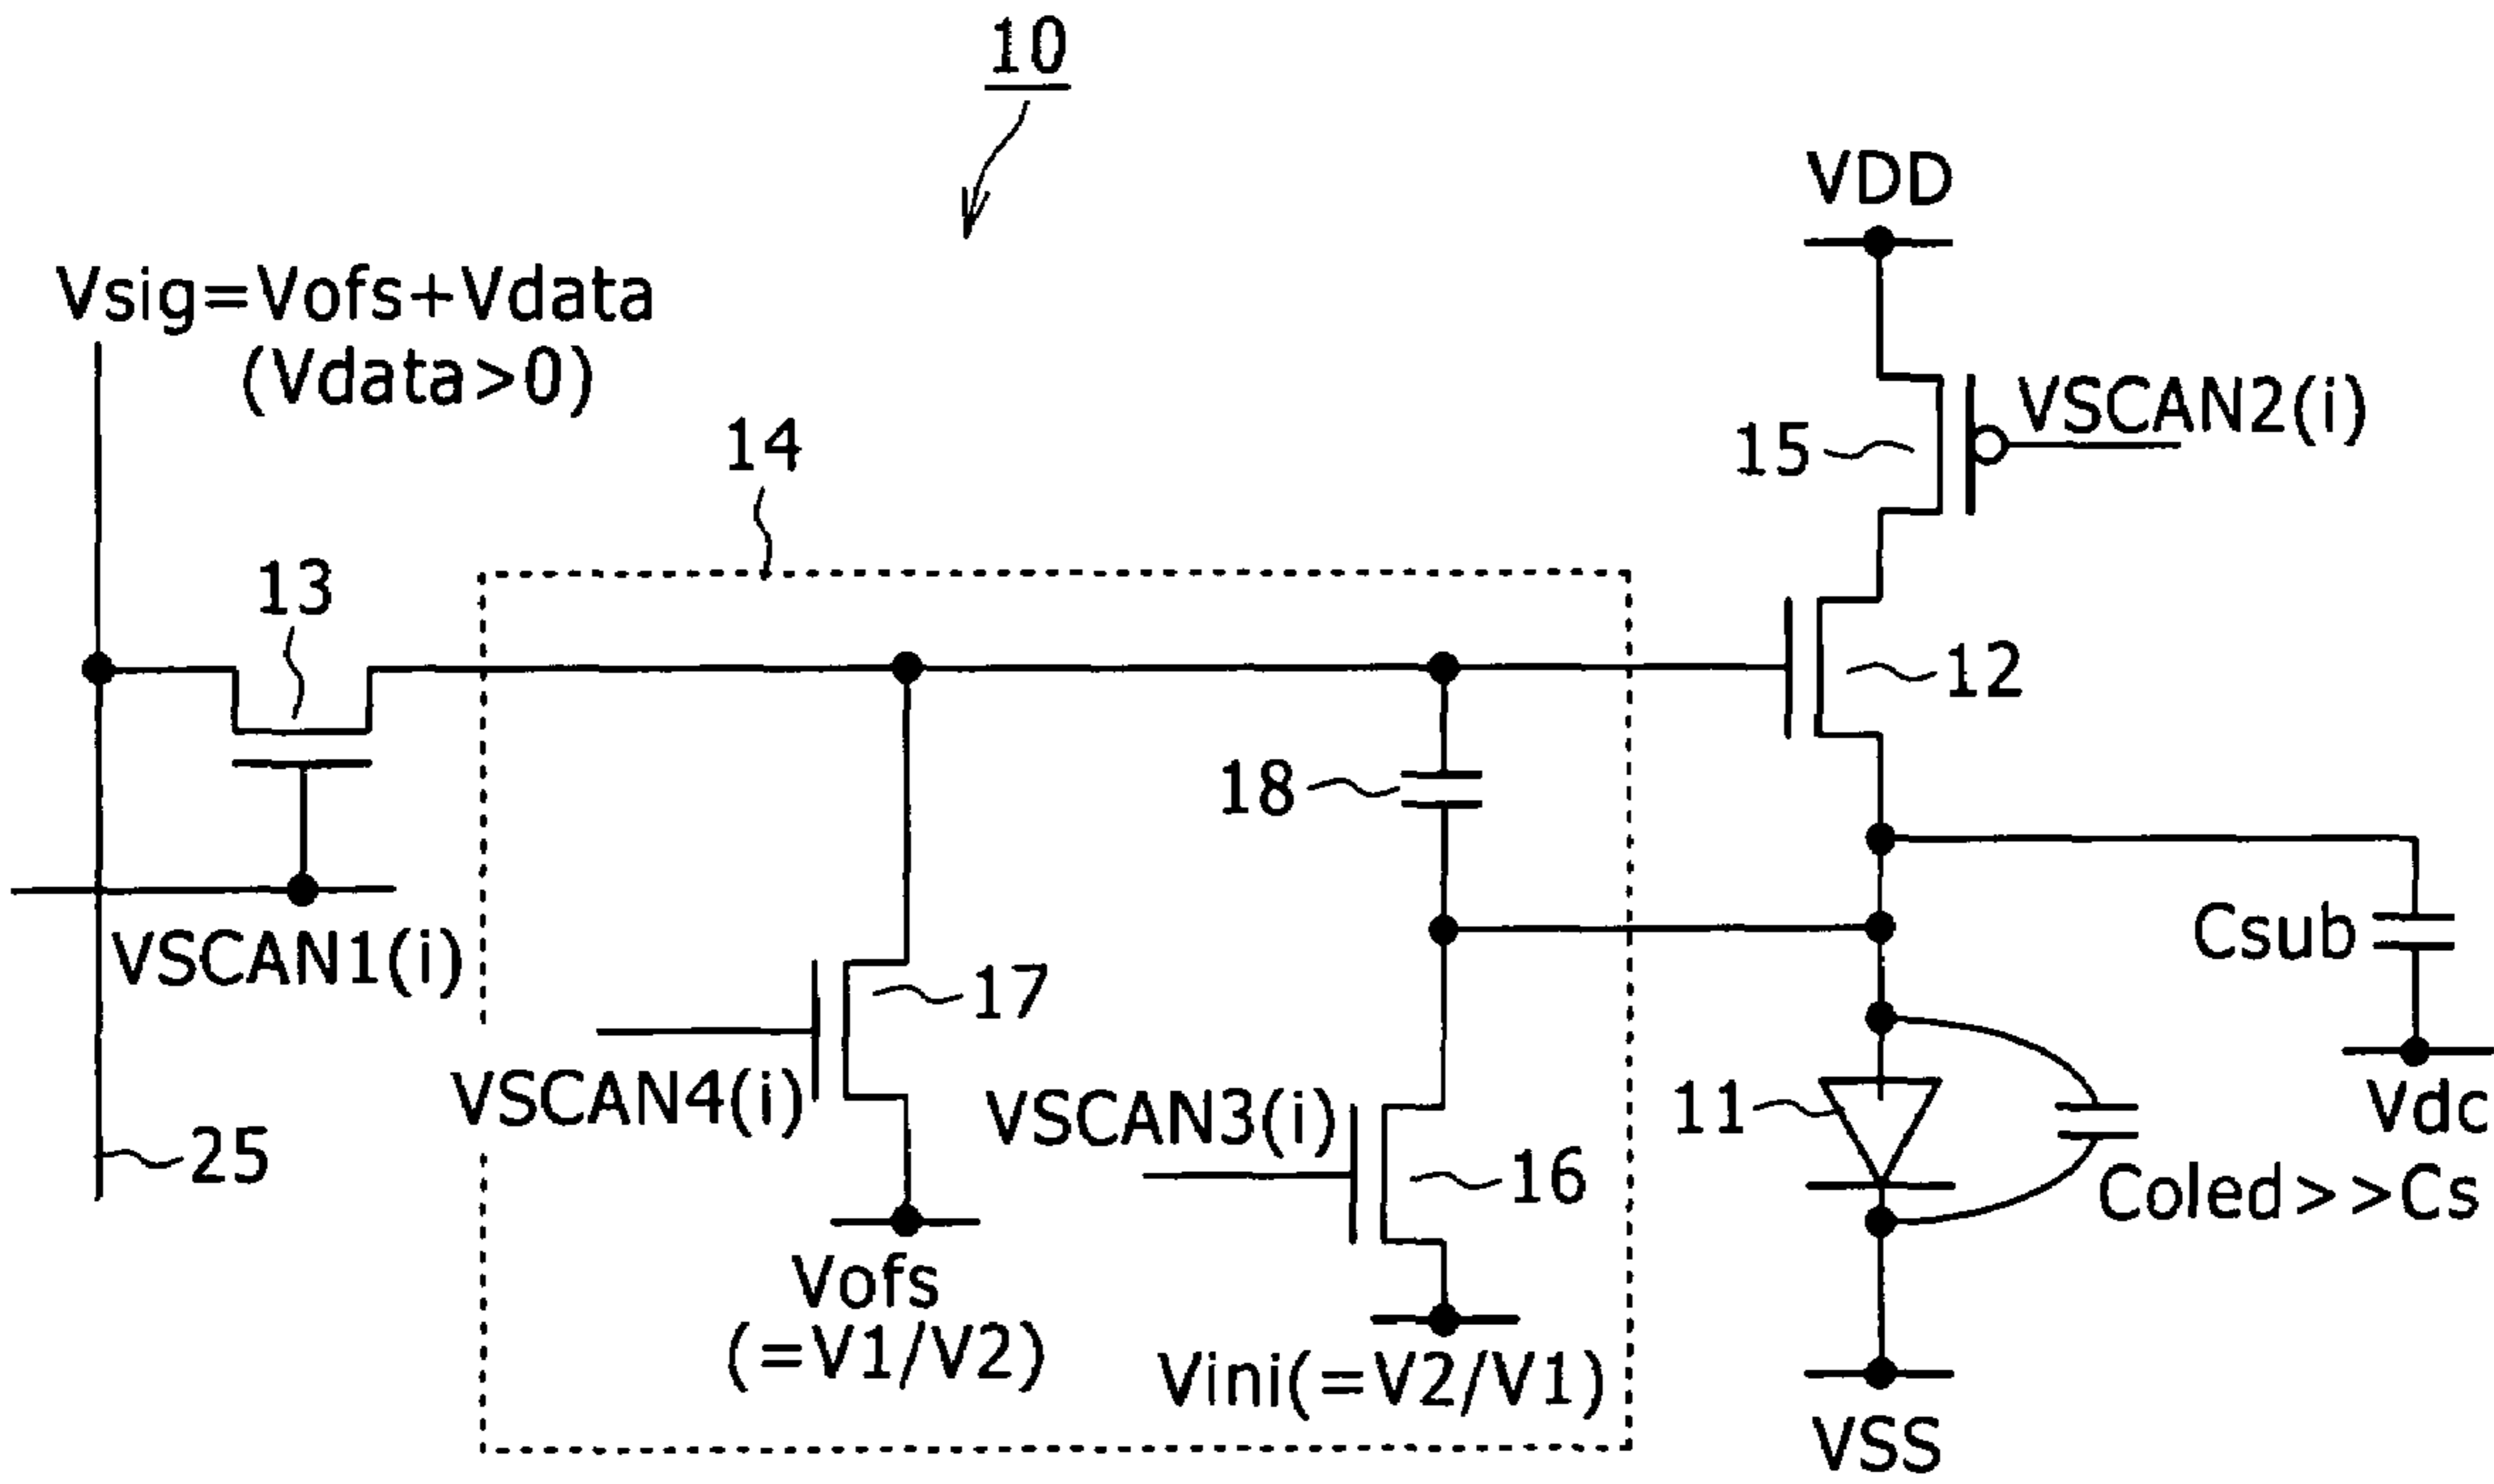 10
VDD
Vsig=Vofs+Vdata
(Vdata>0)
VSCAN2(i)
14
15
13
12
18
VSCAN1(i)
Csub
17
VSCAN4(i)
VSCAN3(i)
11
Vdc
25
16
Coled>>Cs
Vofs
(=V1/V2)
Vini(=V2/V1)
VSS